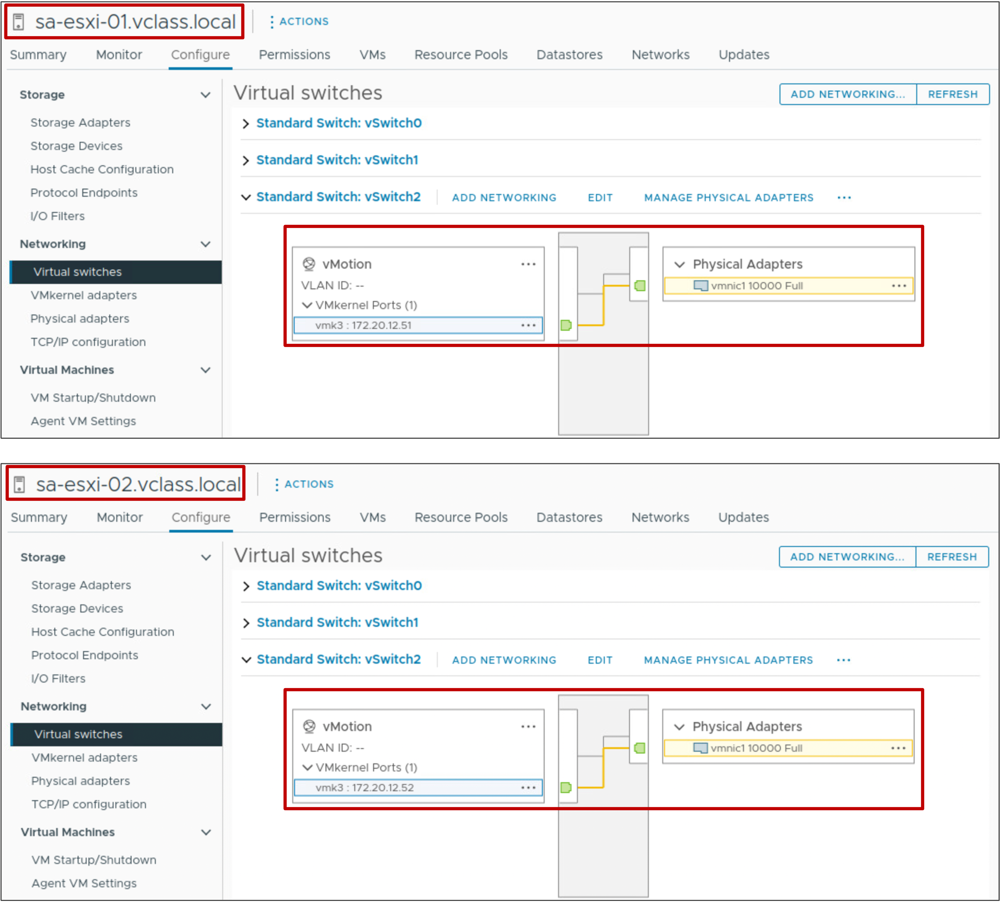 sa-esxi-01.vclass.local
ACTIONS
Summary Monitor Configure Permissions VMs Resource Pools Datastores Networks Updates
Storage
Storage Adapters
Storage Devices
Host Cache Configuration
Protocol Endpoints
I/O Filters
Networking
Virtual switches
VMkernel adapters
Physical adapters
TCP/IP configuration
Virtual Machines
VM Startup/Shutdown
Agent VM Settings
Virtual switches
ADD NETWORKING... REFRESH
Standard Switch: vSwitch0
Standard Switch: vSwitch1
Standard Switch: vSwitch2 ADD NETWORKING EDIT MANAGE PHYSICAL ADAPTERS ...
vMotion ...
VLAN ID: --
VMkernel Ports (1)
vmk3 : 172.20.12.51 ...
Physical Adapters
vmnic1 10000 Full ...
sa-esxi-02.vclass.local
ACTIONS
Summary Monitor Configure Permissions VMs Resource Pools Datastores Networks Updates
Storage
Storage Adapters
Storage Devices
Host Cache Configuration
Protocol Endpoints
I/O Filters
Networking
Virtual switches
VMkernel adapters
Physical adapters
TCP/IP configuration
Virtual Machines
VM Startup/Shutdown
Agent VM Settings
Virtual switches
ADD NETWORKING... REFRESH
Standard Switch: vSwitch0
Standard Switch: vSwitch1
Standard Switch: vSwitch2 ADD NETWORKING EDIT MANAGE PHYSICAL ADAPTERS ...
vMotion ...
VLAN ID: --
VMkernel Ports (1)
vmk3 : 172.20.12.52 ...
Physical Adapters
vmnic1 10000 Full ...